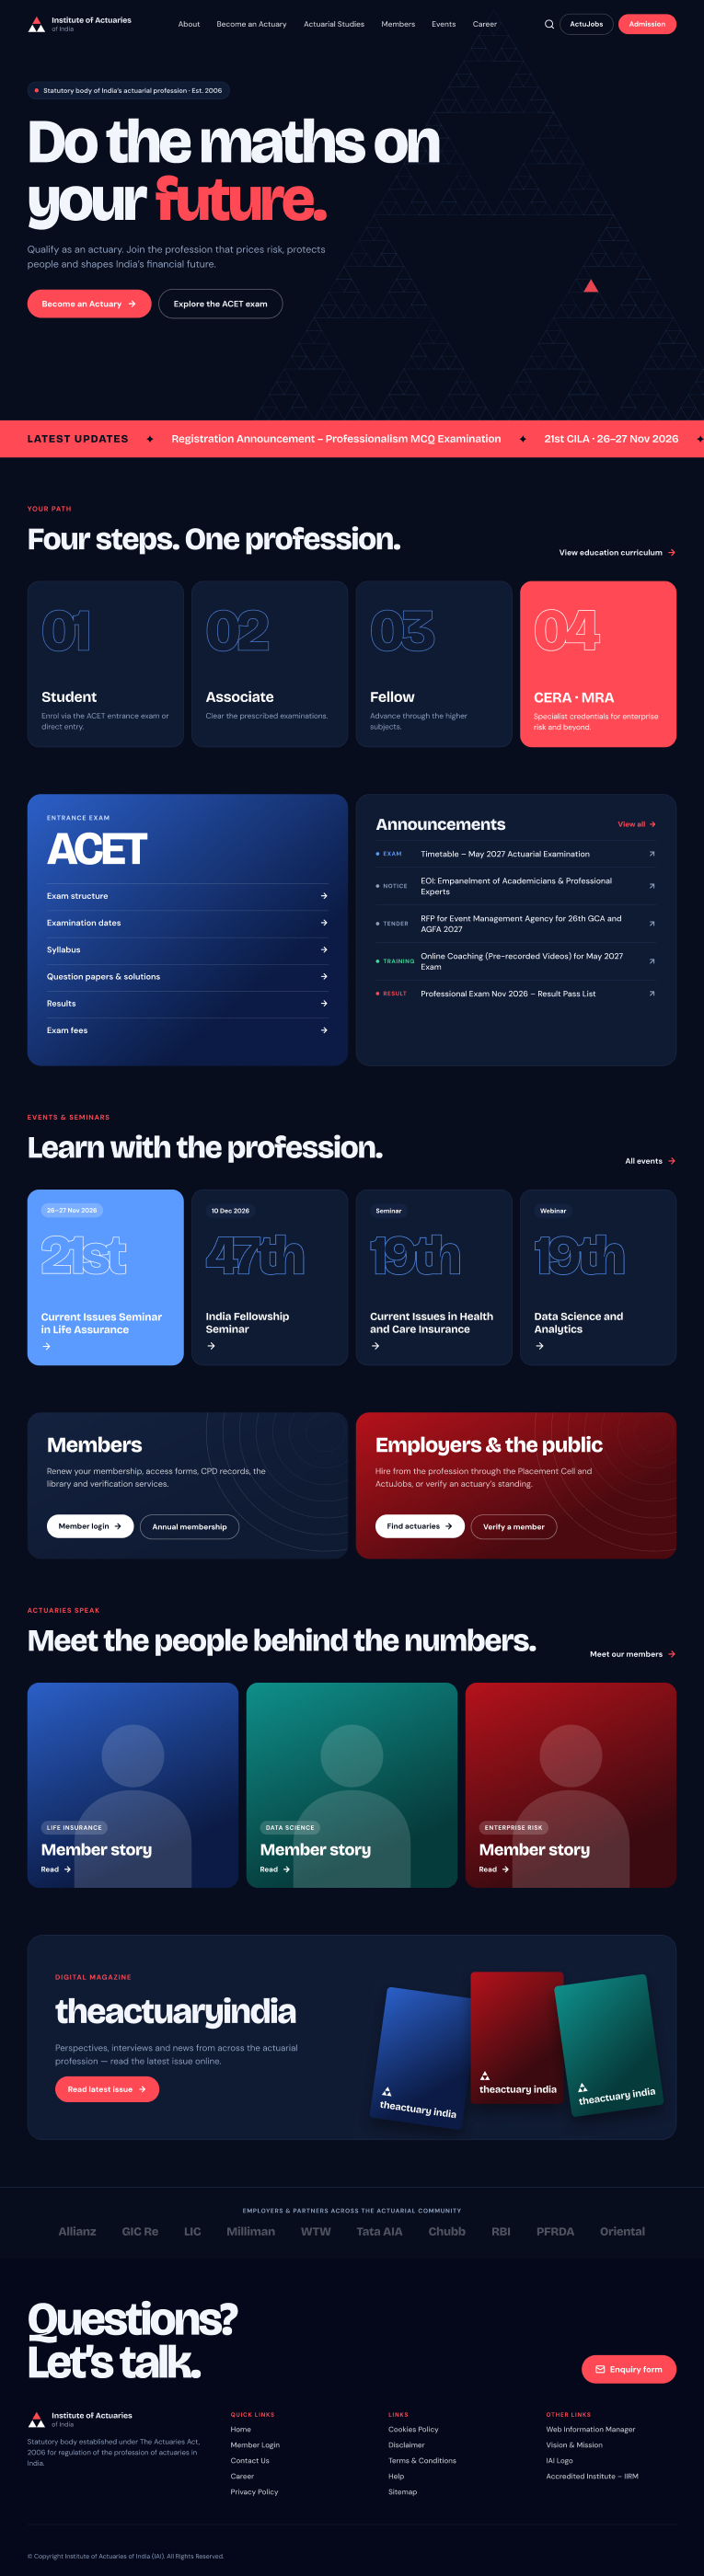 Institute of Actuaries
of India
About
Become an Actuary
Actuarial Studies
Members
Events
Career
ActuJobs
Admission
Statutory body of India's actuarial profession · Est. 2006
Do the maths on
your future.
Qualify as an actuary. Join the profession that prices risk, protects
people and shapes India's financial future.
Become an Actuary
Explore the ACET exam
LATEST UPDATES
Registration Announcement – Professionalism MCQ Examination
21st CILA · 26–27 Nov 2026
YOUR PATH
Four steps. One profession.
View education curriculum
01
Student
Enrol via the ACET entrance exam or
direct entry.
02
Associate
Clear the prescribed examinations.
03
Fellow
Advance through the higher
subjects.
04
CERA · MRA
Specialist credentials for enterprise
risk and beyond.
ENTRANCE EXAM
ACET
Exam structure
Examination dates
Syllabus
Question papers & solutions
Results
Exam fees
Announcements
View all
EXAM
Timetable – May 2027 Actuarial Examination
NOTICE
EOI: Empanelment of Academicians & Professional
Experts
TENDER
RFP for Event Management Agency for 26th GCA and
AGFA 2027
TRAINING
Online Coaching (Pre-recorded Videos) for May 2027
Exam
RESULT
Professional Exam Nov 2026 – Result Pass List
EVENTS & SEMINARS
Learn with the profession.
All events
26–27 Nov 2026
21st
Current Issues Seminar
in Life Assurance
10 Dec 2026
47th
India Fellowship
Seminar
Seminar
19th
Current Issues in Health
and Care Insurance
Webinar
19th
Data Science and
Analytics
Members
Renew your membership, access forms, CPD records, the
library and verification services.
Member login
Annual membership
Employers & the public
Hire from the profession through the Placement Cell and
ActuJobs, or verify an actuary's standing.
Find actuaries
Verify a member
ACTUARIES SPEAK
Meet the people behind the numbers.
Meet our members
LIFE INSURANCE
Member story
Read
DATA SCIENCE
Member story
Read
ENTERPRISE RISK
Member story
Read
DIGITAL MAGAZINE
theactuaryindia
Perspectives, interviews and news from across the actuarial
profession — read the latest issue online.
Read latest issue
theactuary india
theactuary india
theactuary india
EMPLOYERS & PARTNERS ACROSS THE ACTUARIAL COMMUNITY
Allianz
GIC Re
LIC
Milliman
WTW
Tata AIA
Chubb
RBI
PFRDA
Oriental
Questions?
Let's talk.
Enquiry form
Institute of Actuaries
of India
Statutory body established under The Actuaries Act,
2006 for regulation of the profession of actuaries in
India.
QUICK LINKS
Home
Member Login
Contact Us
Career
Privacy Policy
LINKS
Cookies Policy
Disclaimer
Terms & Conditions
Help
Sitemap
OTHER LINKS
Web Information Manager
Vision & Mission
IAI Logo
Accredited Institute – IIRM
© Copyright Institute of Actuaries of India (IAI). All Rights Reserved.